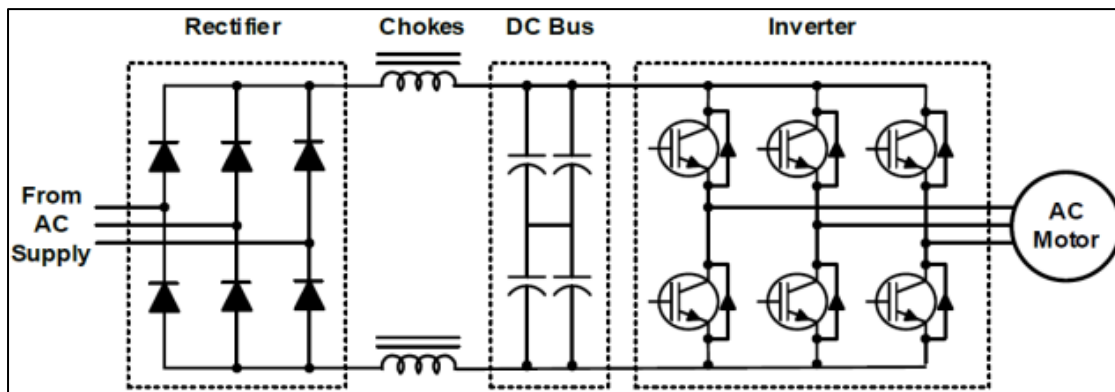 Rectifier
Chokes
DC Bus
Inverter
From
AC
Supply
AC
Motor